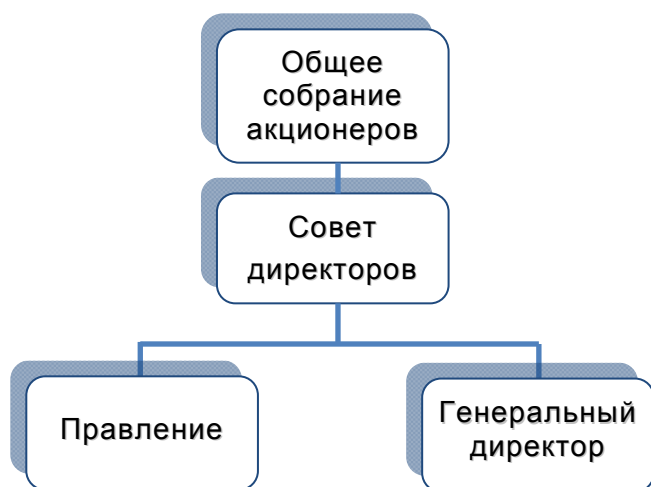 Общее
собрание
акционеров
Совет
директоров
Правление
Генеральный
директор